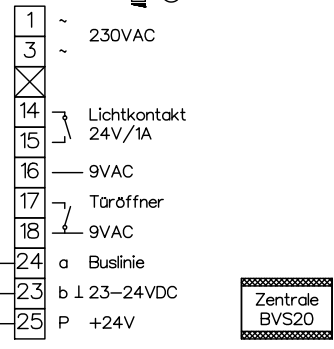 1 ~
230VAC
3 ~
14 Lichtkontakt
15 24V/1A
16 9VAC
17 Türöffner
18 9VAC
24 a Buslinie
23 b ⊥ 23-24VDC
25 P +24V
Zentrale
BVS20